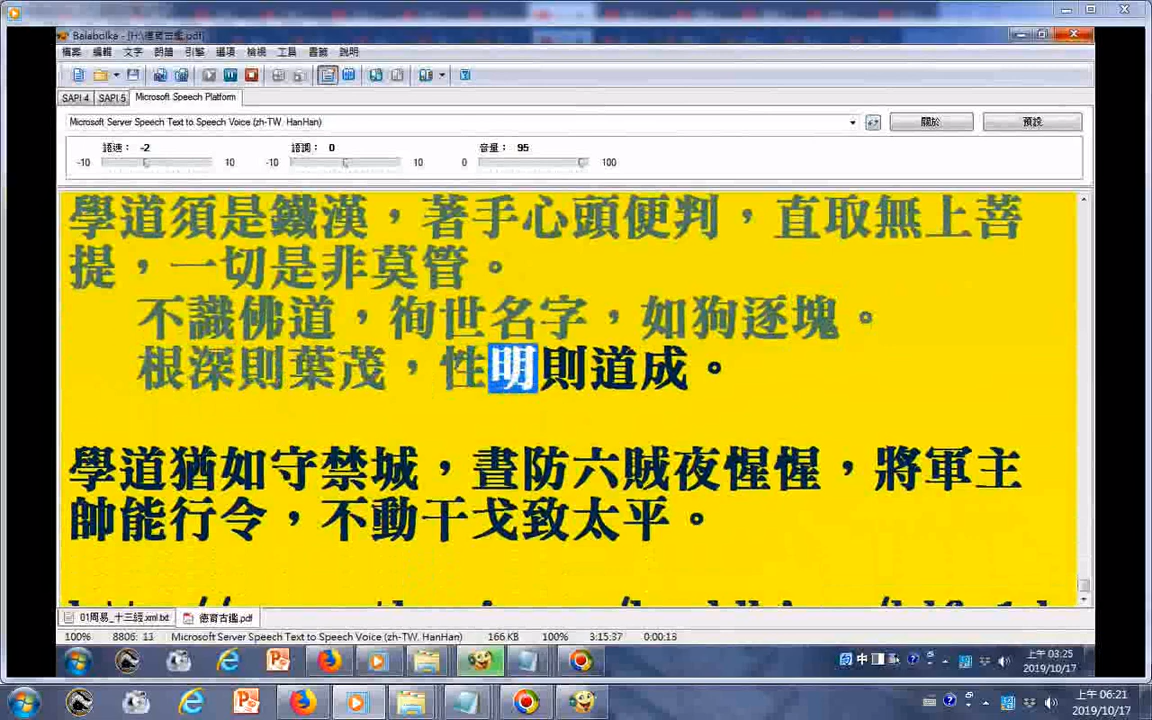 Balabolka - [H:\德育古鑑.pdf]
檔案 編輯 文字 朗讀 引擎 選項 檢視 工具 書籤 說明
SAPI 4 SAPI 5 Microsoft Speech Platform
Microsoft Server Speech Text to Speech Voice (zh-TW, HanHan) 關於 預設
語速： -2 語調： 0 音量： 95
-10 10 -10 10 0 100
學道須是鐵漢，著手心頭便判，直取無上菩
提，一切是非莫管。
不識佛道，徇世名字，如狗逐塊。
根深則葉茂，性明則道成。
學道猶如守禁城，晝防六賊夜惺惺，將軍主
帥能行令，不動干戈致太平。
01周易_十三經.xml.txt 德育古鑑.pdf
100% 8806: 13 Microsoft Server Speech Text to Speech Voice (zh-TW, HanHan) 166 KB 100% 3:15:37 0:00:13
中 上午 03:25
2019/10/17
上午 06:21
2019/10/17